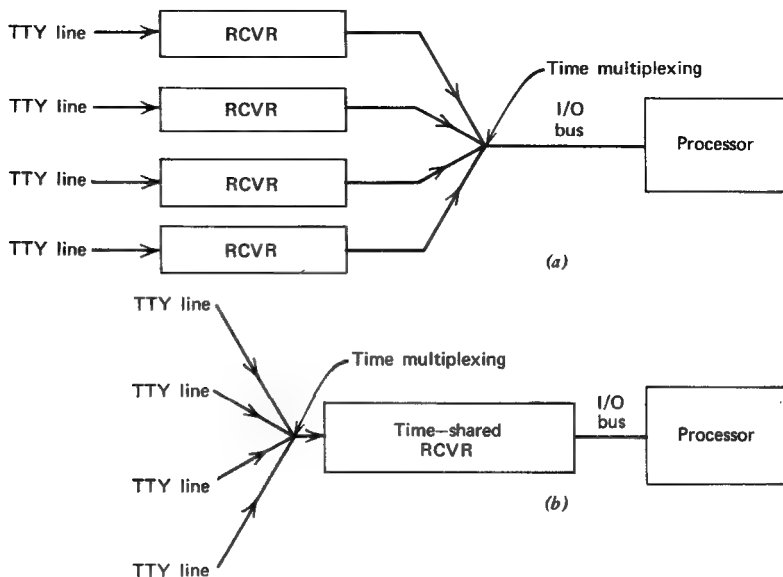 TTY line
RCVR
Time multiplexing
TTY line
RCVR
I/O
bus
Processor
TTY line
RCVR
TTY line
RCVR
(a)
TTY line
Time multiplexing
TTY line
Time-shared
RCVR
I/O
bus
Processor
TTY line
(b)
TTY line